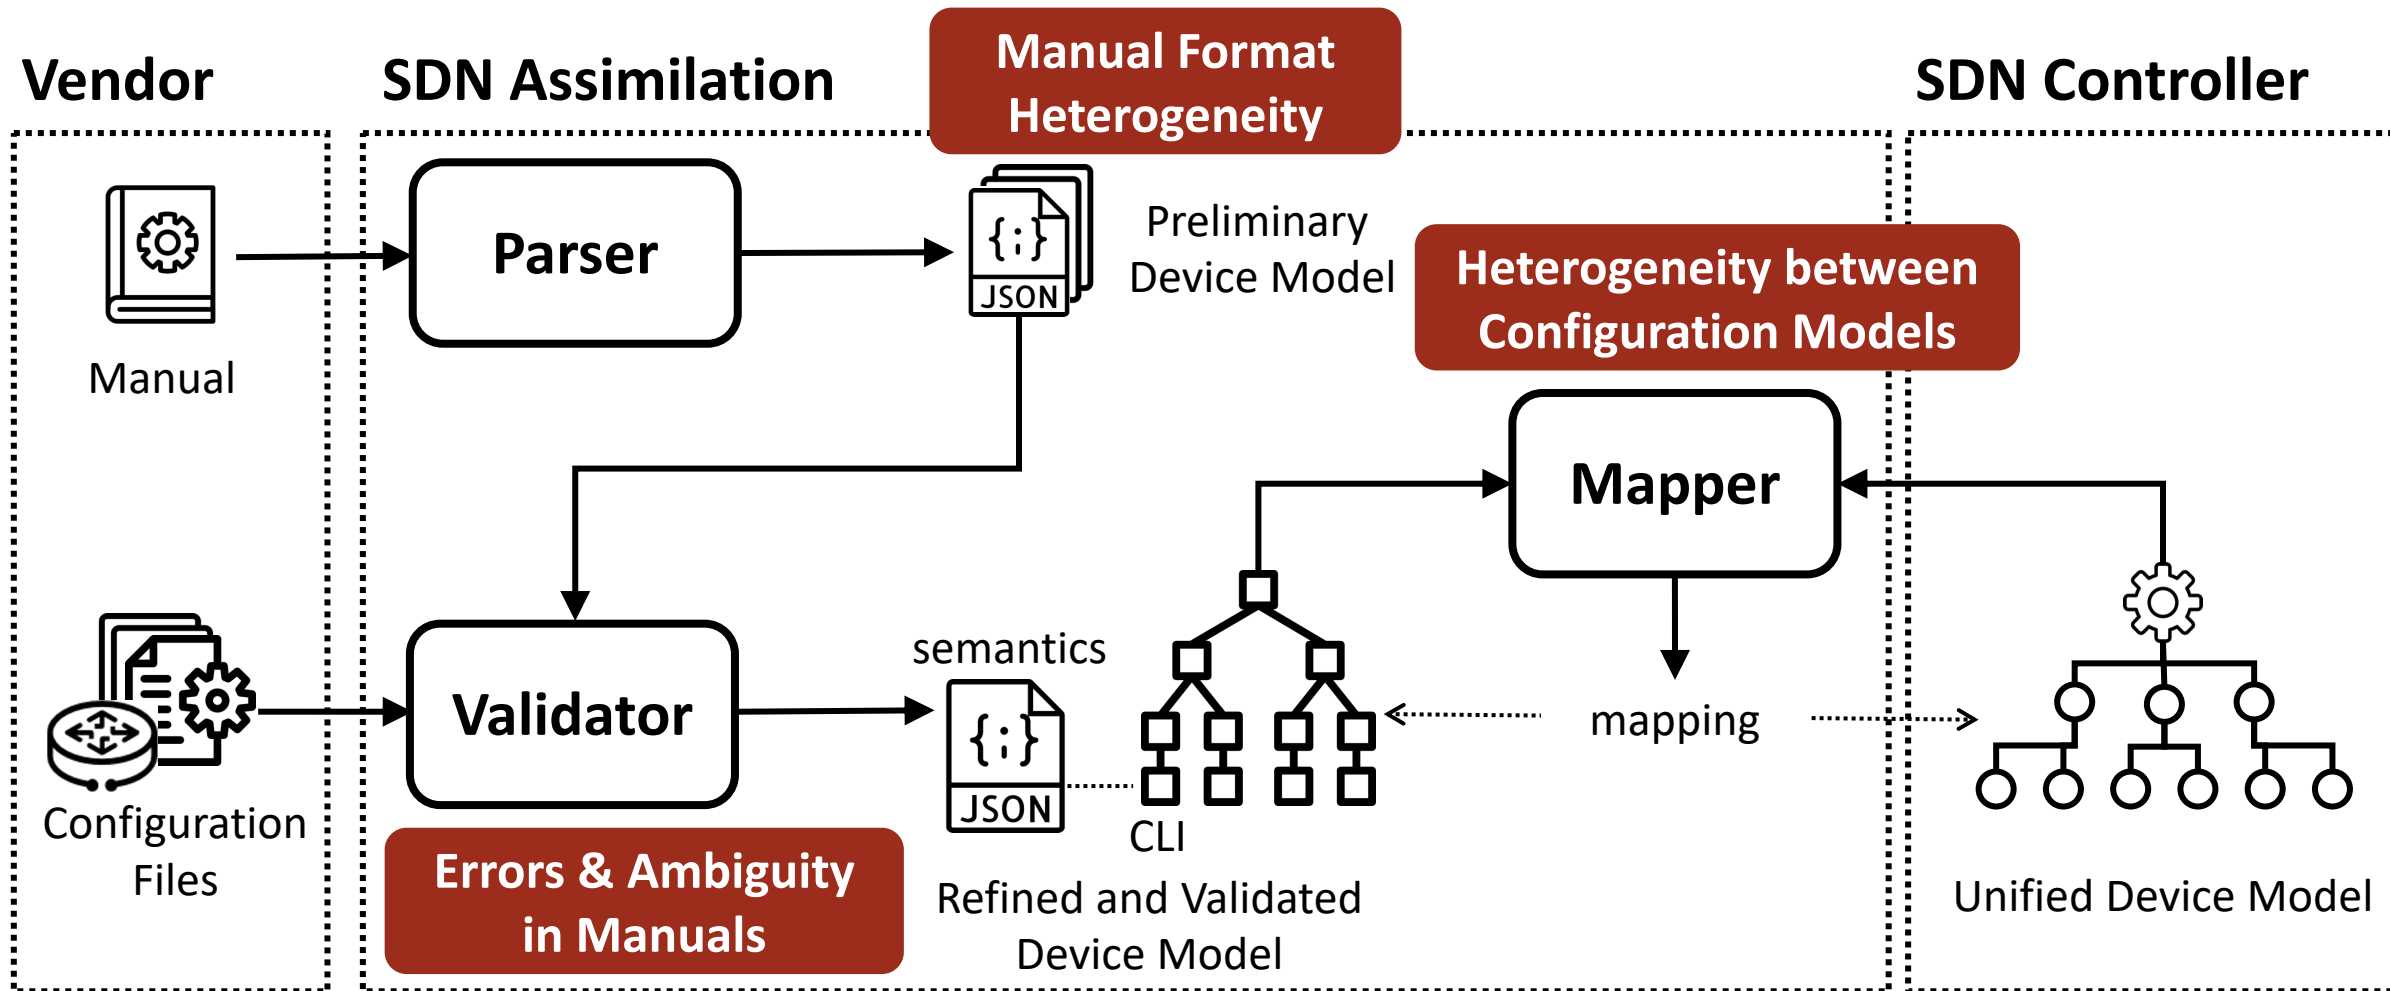 Vendor
SDN Assimilation
Manual Format
Heterogeneity
SDN Controller
Manual
Parser
{;}
JSON
Preliminary
Device Model
Heterogeneity between
Configuration Models
Mapper
Configuration
Files
Validator
Errors & Ambiguity
in Manuals
semantics
{;}
JSON
CLI
Refined and Validated
Device Model
mapping
Unified Device Model